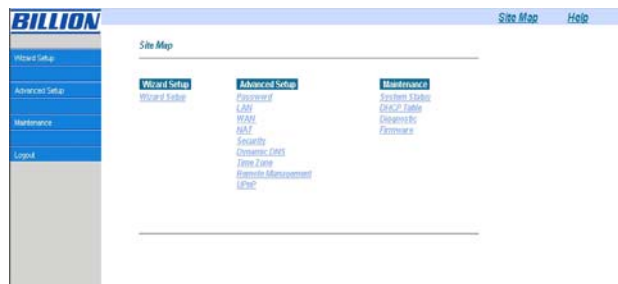 BILLION
Site Map Help
Site Map
Wizard Setup
Advanced Setup
Maintenance
Logout
Wizard Setup
Wizard Setup
Advanced Setup
Password
LAN
WAN
NAT
Security
Dynamic DNS
Time Zone
Remote Management
UPnP
Maintenance
System Status
DHCP Table
Diagnostic
Firmware